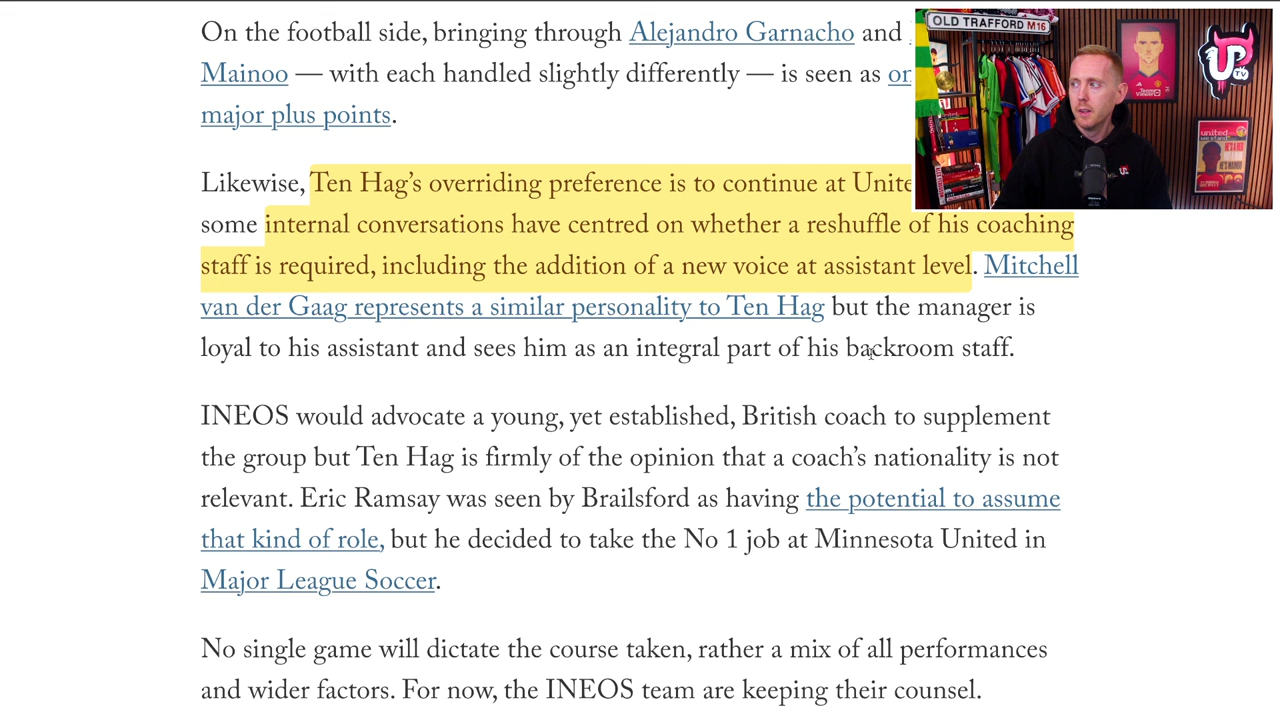 On the football side, bringing through Alejandro Garnacho and
Mainoo — with each handled slightly differently — is seen as
major plus points.
Likewise, Ten Hag's overriding preference is to continue at
some internal conversations have centred on whether a reshuffle of his coaching
staff is required, including the addition of a new voice at assistant level. Mitchell
van der Gaag represents a similar personality to Ten Hag but the manager is
loyal to his assistant and sees him as an integral part of his backroom staff.
INEOS would advocate a young, yet established, British coach to supplement
the group but Ten Hag is firmly of the opinion that a coach's nationality is not
relevant. Eric Ramsay was seen by Brailsford as having the potential to assume
that kind of role, but he decided to take the No 1 job at Minnesota United in
Major League Soccer.
No single game will dictate the course taken, rather a mix of all performances
and wider factors. For now, the INEOS team are keeping their counsel.
OLD TRAFFORD M16
UP
TV
united